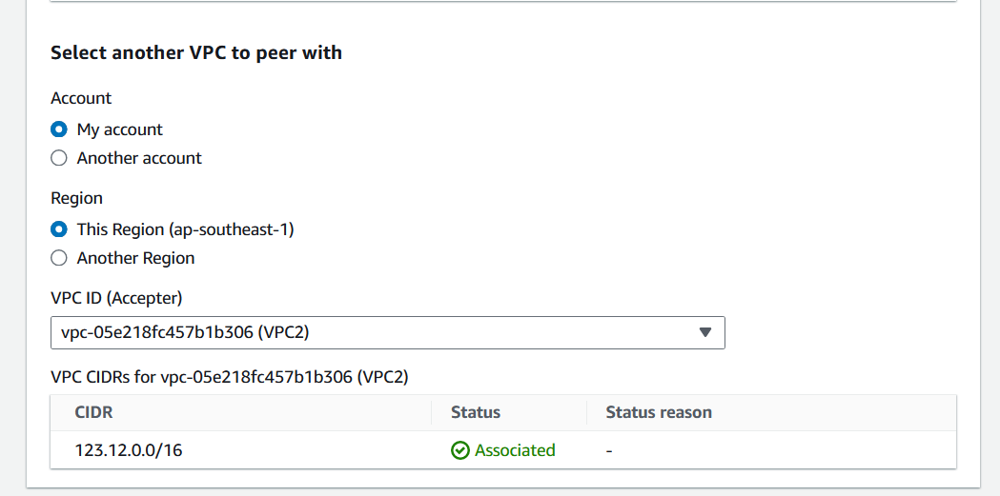 Select another VPC to peer with
Account
My account
Another account
Region
This Region (ap-southeast-1)
Another Region
VPC ID (Accepter)
vpc-05e218fc457b1b306 (VPC2)
VPC CIDRs for vpc-05e218fc457b1b306 (VPC2)
CIDR Status Status reason
123.12.0.0/16 Associated -